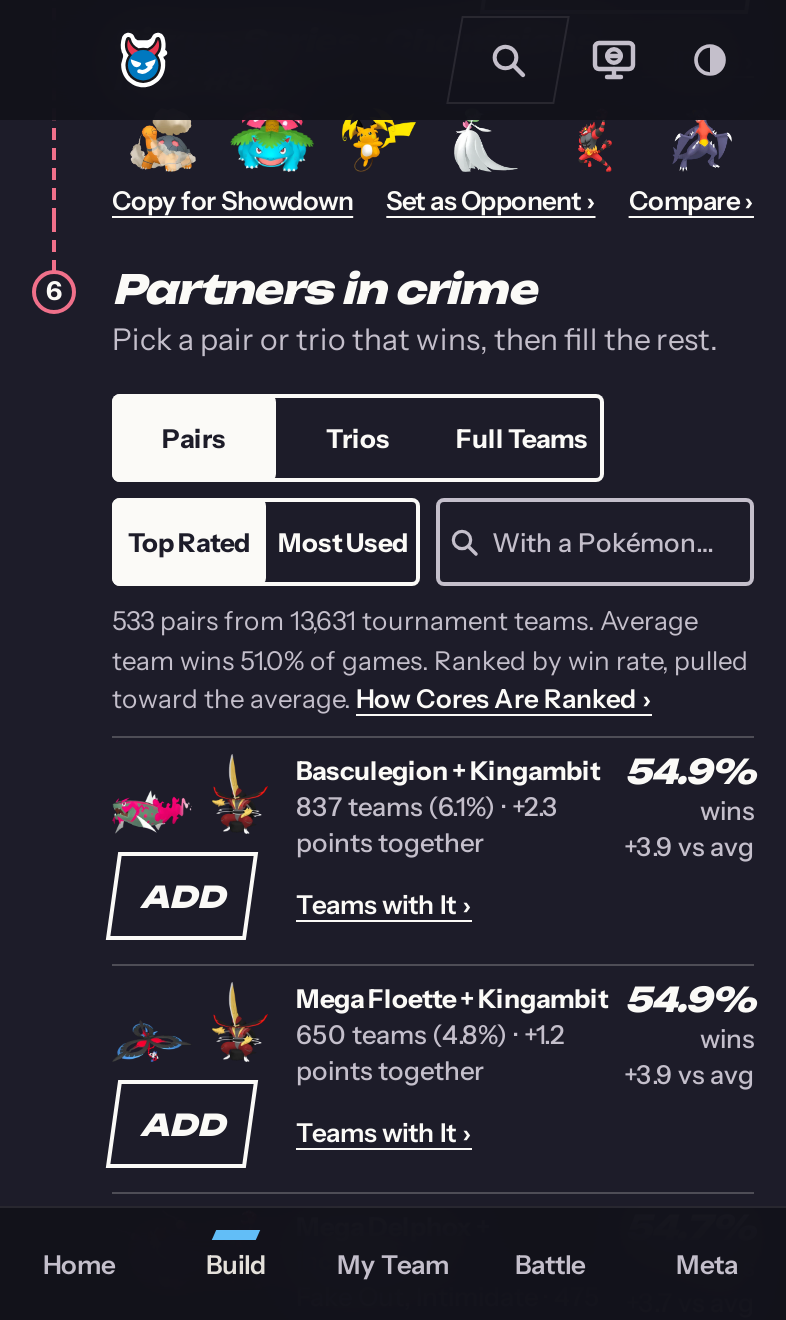 Copy for Showdown Set as Opponent › Compare ›
6 Partners in crime
Pick a pair or trio that wins, then fill the rest.
Pairs Trios Full Teams
Top Rated Most Used With a Pokémon...
533 pairs from 13,631 tournament teams. Average
team wins 51.0% of games. Ranked by win rate, pulled
toward the average. How Cores Are Ranked ›
Basculegion + Kingambit 54.9%
837 teams (6.1%) · +2.3 wins
points together +3.9 vs avg
ADD Teams with It ›
Mega Floette + Kingambit 54.9%
650 teams (4.8%) · +1.2 wins
points together +3.9 vs avg
ADD Teams with It ›
Home Build My Team Battle Meta